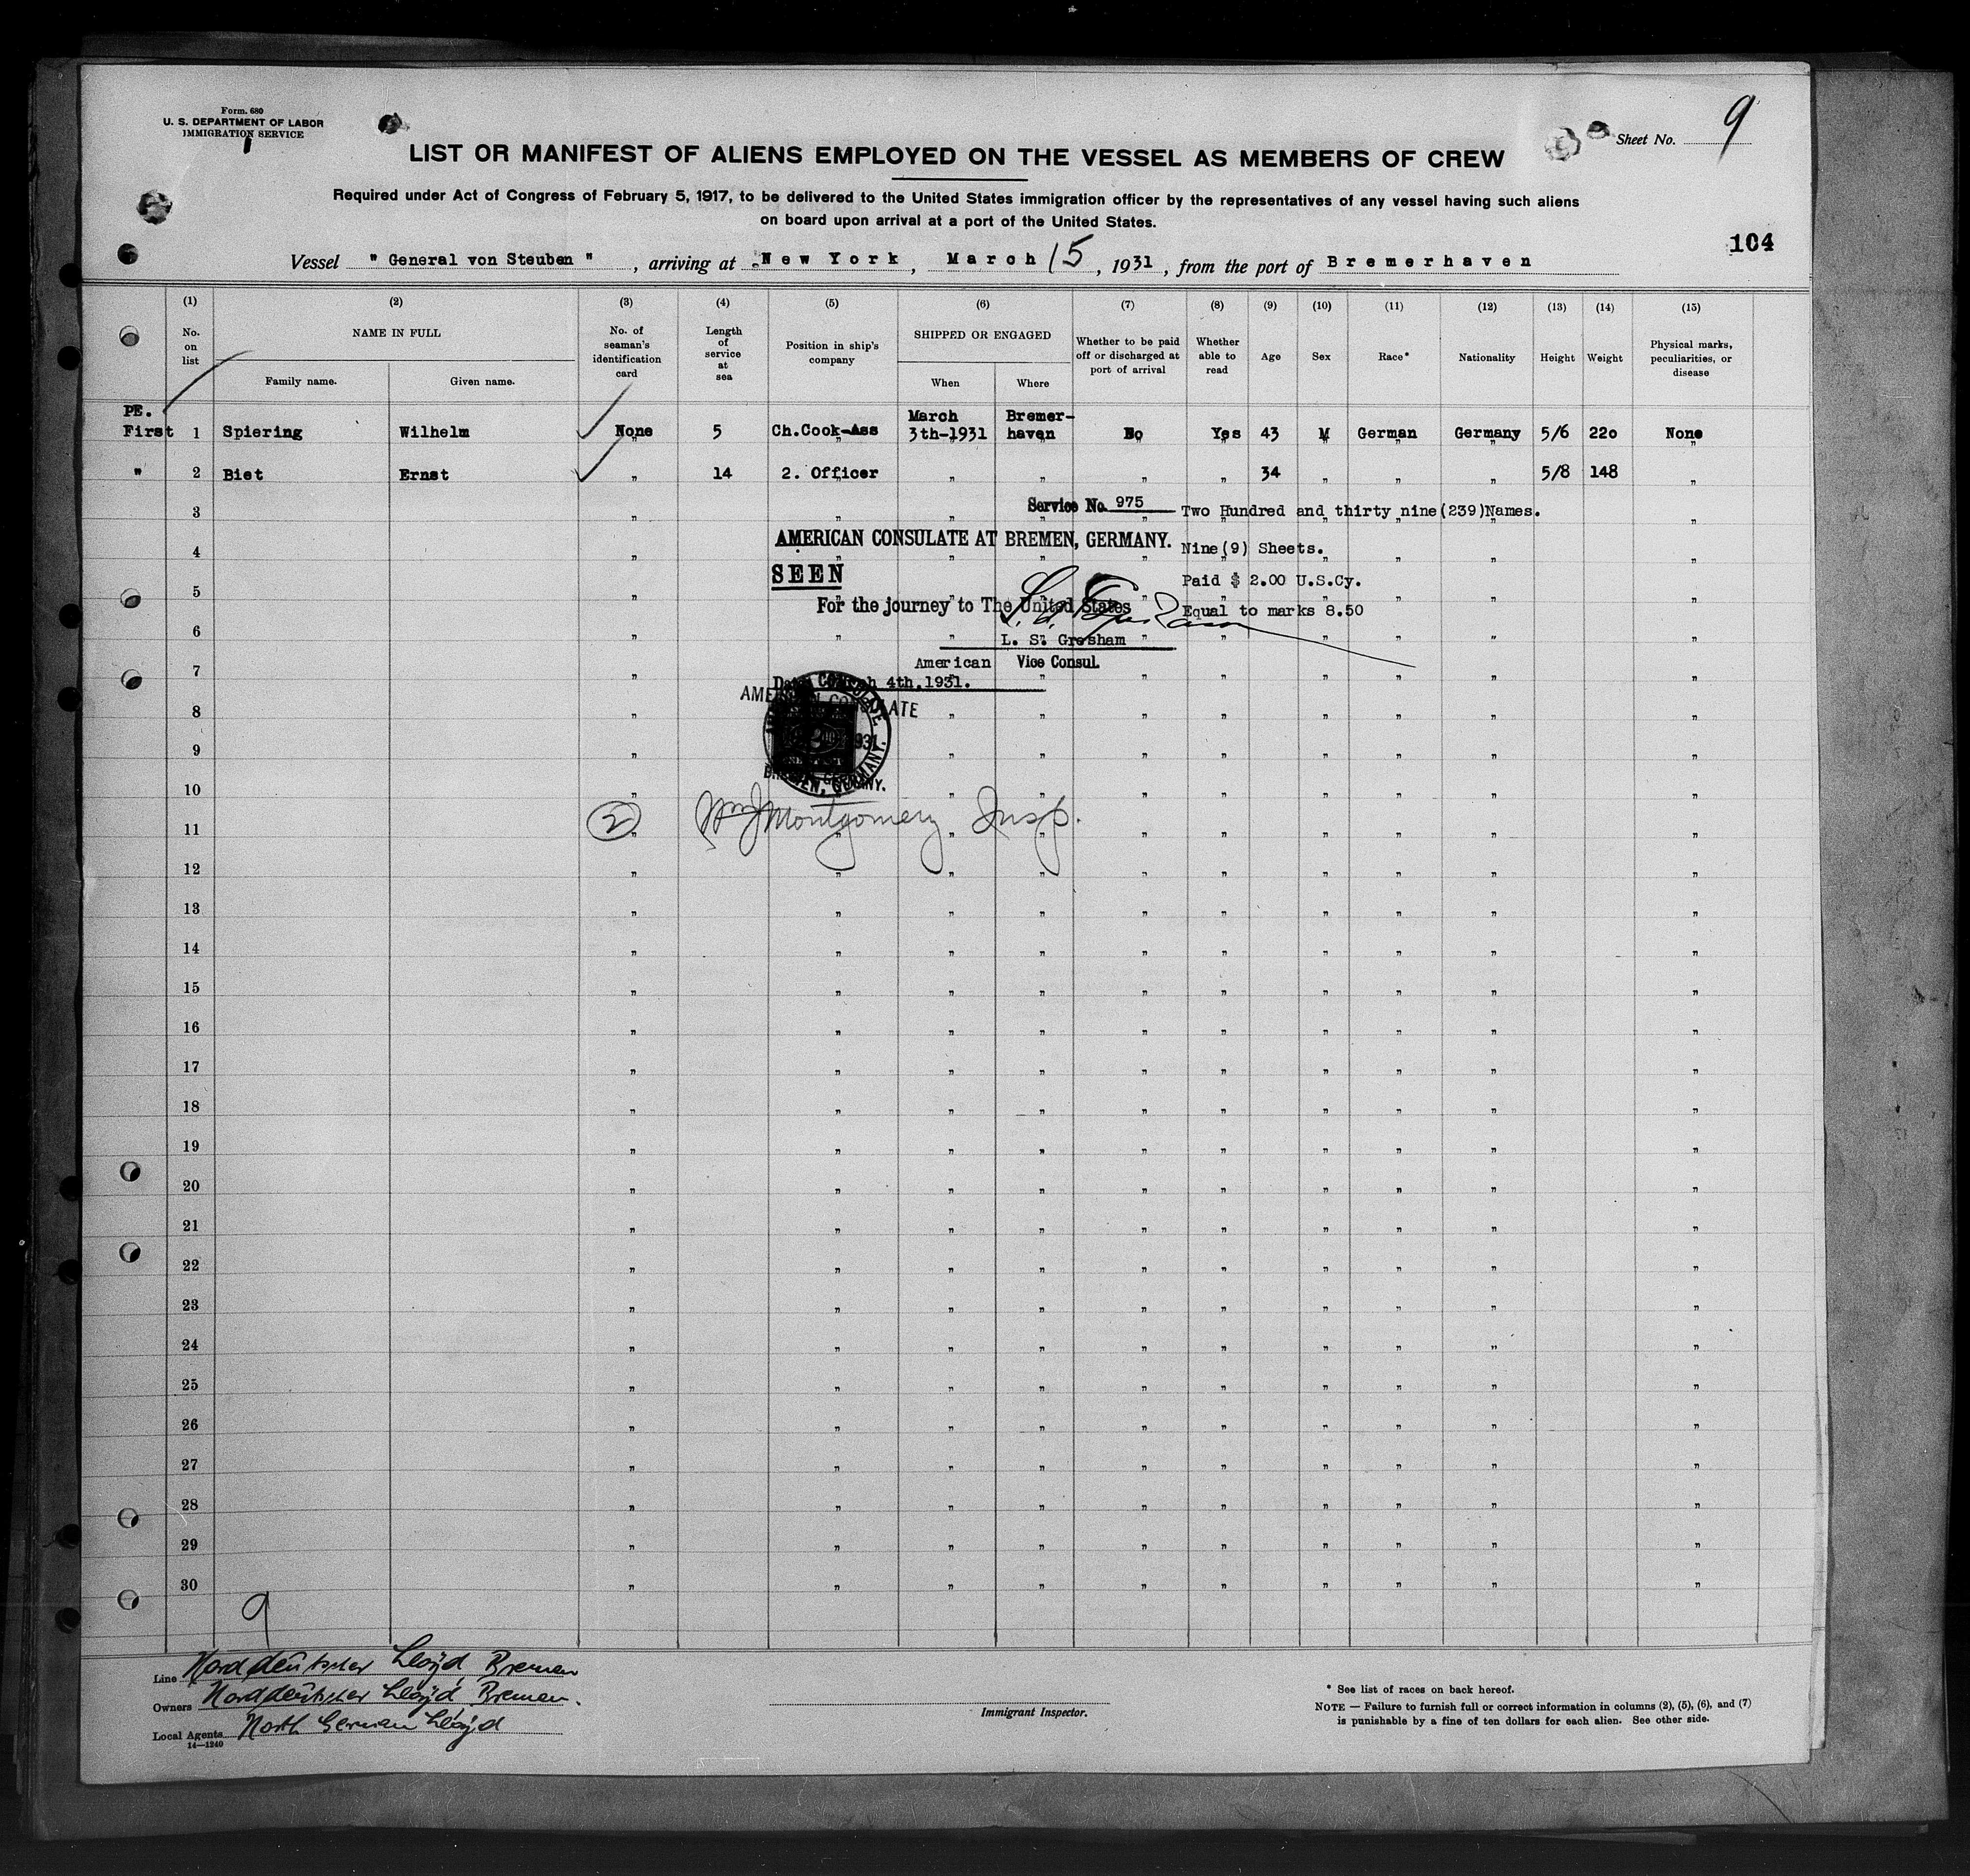 Form. 680
U. S. DEPARTMENT OF LABOR
IMMIGRATION SERVICE
Sheet No. 9
LIST OR MANIFEST OF ALIENS EMPLOYED ON THE VESSEL AS MEMBERS OF CREW
Required under Act of Congress of February 5, 1917, to be delivered to the United States immigration officer by the representatives of any vessel having such aliens
on board upon arrival at a port of the United States.
104
Vessel " General von Steuben " , arriving at New York , March 15 , 1931 , from the port of Bremerhaven
(1) (2) (3) (4) (5) (6) (7) (8) (9) (10) (11) (12) (13) (14) (15)
No. on list
NAME IN FULL
Family name. Given name.
No. of seaman's identification card
Length of service at sea
Position in ship's company
SHIPPED OR ENGAGED
When Where
Whether to be paid off or discharged at port of arrival
Whether able to read
Age
Sex
Race*
Nationality
Height
Weight
Physical marks, peculiarities, or disease
PE. March Bremer-
First 1 Spiering Wilhelm None 5 Ch.Cook-Ass 3th-1931 haven No Yes 43 M German Germany 5/6 220 None
" 2 Biet Ernst " 14 2. Officer " " " " 34 " " " 5/8 148 "
3 Service No. 975 Two Hundred and thirty nine(239)Names.
4 AMERICAN CONSULATE AT BREMEN, GERMANY. Nine(9) Sheets.
SEEN Paid $ 2.00 U.S.Cy.
5 For the journey to The United States Equal to marks 8.50
6 L. S. Gresham
7 American Vice Consul.
March 4th,1931.
AMERICAN CONSULATE
8
9
BREMEN, GERMANY.
10
11 2 Wm J Montgomery Insp.
12
13
14
15
16
17
18
19
20
21
22
23
24
25
26
27
28
29
30
9
Line Norddeutscher Lloyd Bremen
Owners Norddeutscher Lloyd Bremen.
Local Agents North German Lloyd
14—1240
Immigrant Inspector.
* See list of races on back hereof.
NOTE — Failure to furnish full or correct information in columns (2), (5), (6), and (7)
is punishable by a fine of ten dollars for each alien. See other side.